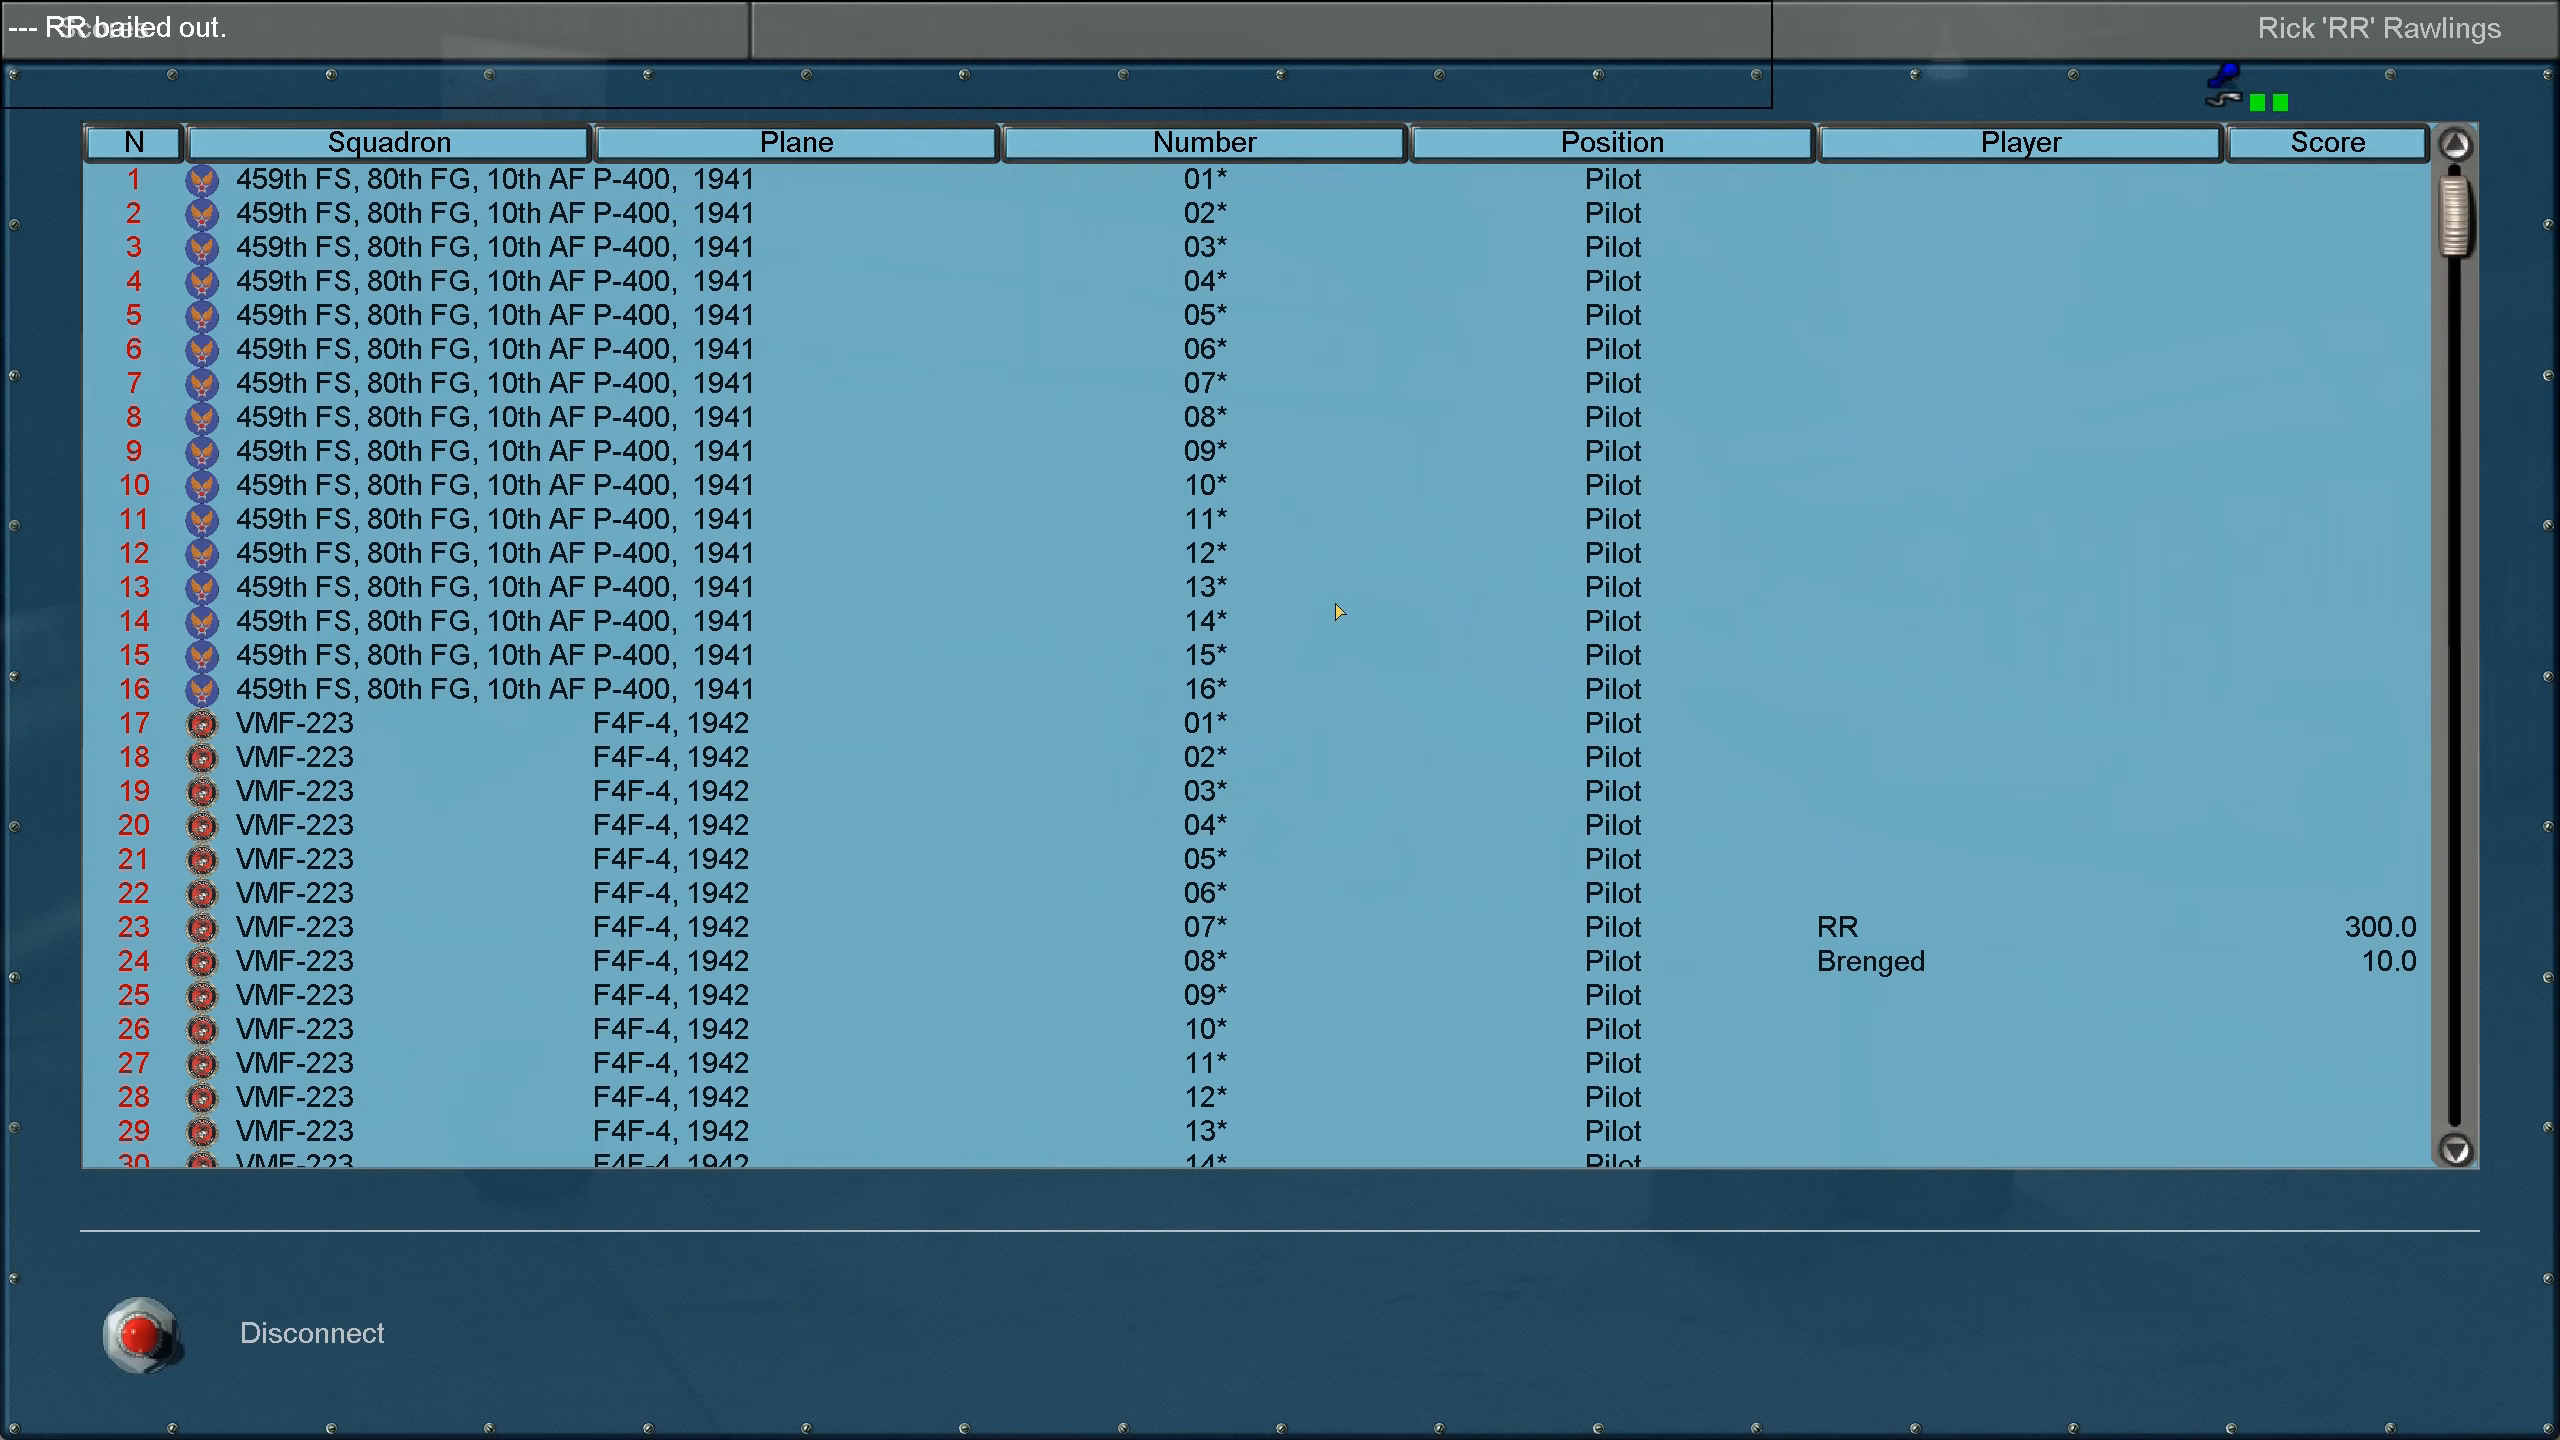 --- RR bailed out.
Rick 'RR' Rawlings
N Squadron Plane Number Position Player Score
1 459th FS, 80th FG, 10th AF P-400, 1941 01* Pilot
2 459th FS, 80th FG, 10th AF P-400, 1941 02* Pilot
3 459th FS, 80th FG, 10th AF P-400, 1941 03* Pilot
4 459th FS, 80th FG, 10th AF P-400, 1941 04* Pilot
5 459th FS, 80th FG, 10th AF P-400, 1941 05* Pilot
6 459th FS, 80th FG, 10th AF P-400, 1941 06* Pilot
7 459th FS, 80th FG, 10th AF P-400, 1941 07* Pilot
8 459th FS, 80th FG, 10th AF P-400, 1941 08* Pilot
9 459th FS, 80th FG, 10th AF P-400, 1941 09* Pilot
10 459th FS, 80th FG, 10th AF P-400, 1941 10* Pilot
11 459th FS, 80th FG, 10th AF P-400, 1941 11* Pilot
12 459th FS, 80th FG, 10th AF P-400, 1941 12* Pilot
13 459th FS, 80th FG, 10th AF P-400, 1941 13* Pilot
14 459th FS, 80th FG, 10th AF P-400, 1941 14* Pilot
15 459th FS, 80th FG, 10th AF P-400, 1941 15* Pilot
16 459th FS, 80th FG, 10th AF P-400, 1941 16* Pilot
17 VMF-223 F4F-4, 1942 01* Pilot
18 VMF-223 F4F-4, 1942 02* Pilot
19 VMF-223 F4F-4, 1942 03* Pilot
20 VMF-223 F4F-4, 1942 04* Pilot
21 VMF-223 F4F-4, 1942 05* Pilot
22 VMF-223 F4F-4, 1942 06* Pilot
23 VMF-223 F4F-4, 1942 07* Pilot RR 300.0
24 VMF-223 F4F-4, 1942 08* Pilot Brenged 10.0
25 VMF-223 F4F-4, 1942 09* Pilot
26 VMF-223 F4F-4, 1942 10* Pilot
27 VMF-223 F4F-4, 1942 11* Pilot
28 VMF-223 F4F-4, 1942 12* Pilot
29 VMF-223 F4F-4, 1942 13* Pilot
30 VMF-223 F4F-4, 1942 14* Pilot
Disconnect